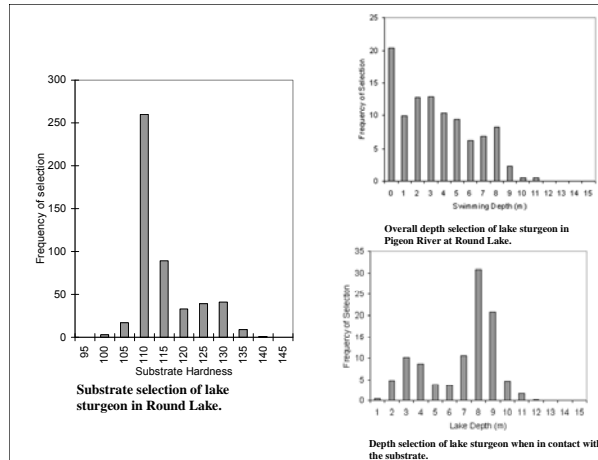 300
250
200
150
100
50
0
Frequency of selection
95 100 105 110 115 120 125 130 135 140 145
Substrate Hardness
Substrate selection of lake
sturgeon in Round Lake.
25
20
15
10
5
0
Frequency of Selection
0 1 2 3 4 5 6 7 8 9 10 11 12 13 14 15
Swimming Depth (m)
Overall depth selection of lake sturgeon in
Pigeon River at Round Lake.
35
30
25
20
15
10
5
0
Frequency of Selection
1 2 3 4 5 6 7 8 9 10 11 12 13 14 15
Lake Depth (m)
Depth selection of lake sturgeon when in contact with
the substrate.